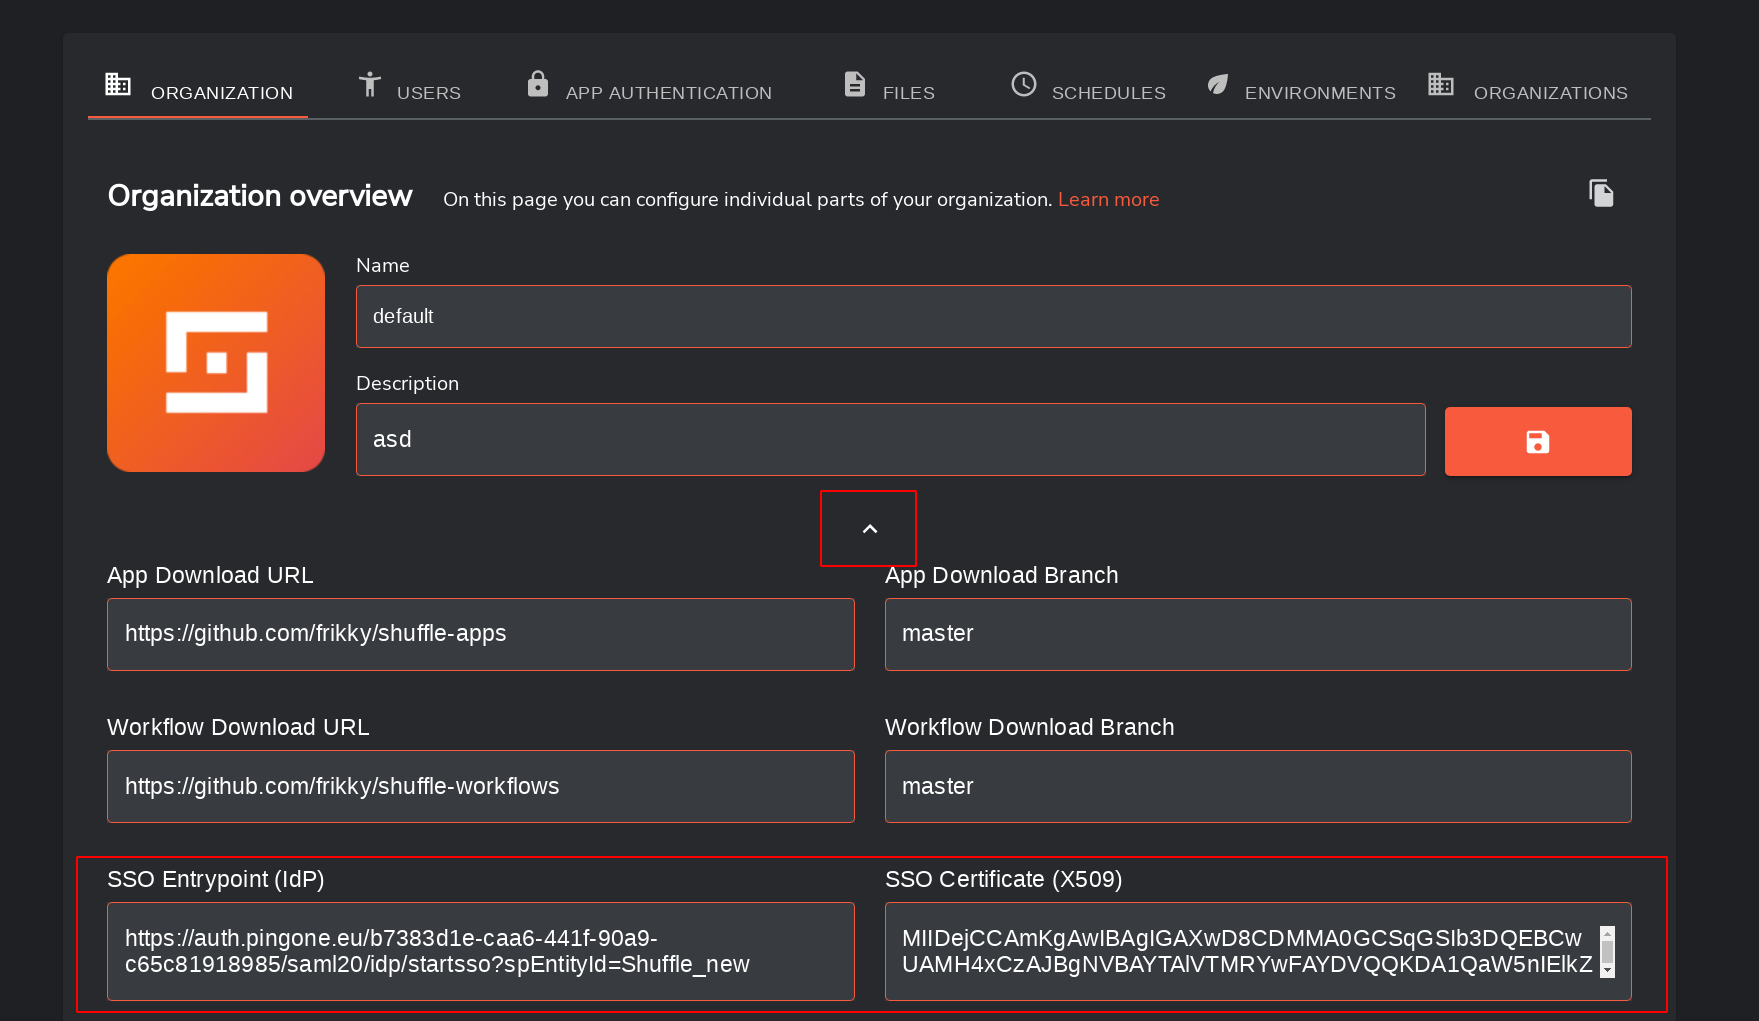 ORGANIZATION
USERS
APP AUTHENTICATION
FILES
SCHEDULES
ENVIRONMENTS
ORGANIZATIONS
Organization overview
On this page you can configure individual parts of your organization. Learn more
Name
default
Description
asd
App Download URL
App Download Branch
https://github.com/frikky/shuffle-apps
master
Workflow Download URL
Workflow Download Branch
https://github.com/frikky/shuffle-workflows
master
SSO Entrypoint (IdP)
https://auth.pingone.eu/b7383d1e-caa6-441f-90a9-
c65c81918985/saml20/idp/startsso?spEntityId=Shuffle_new
SSO Certificate (X509)
MIIDejCCAmKgAwIBAgIGAXwD8CDMMA0GCSqGSIb3DQEBCw
UAMH4xCzAJBgNVBAYTAlVTMRYwFAYDVQQKDA1QaW5nIElkZ